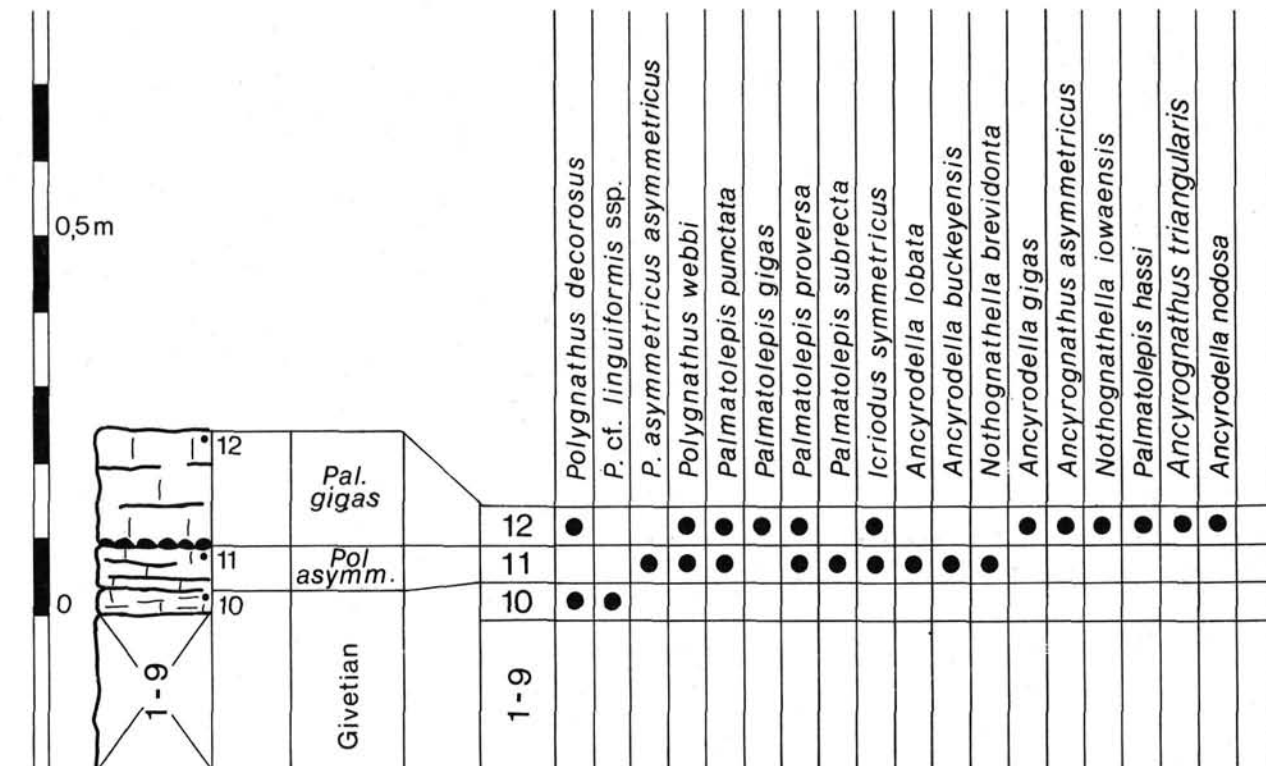 0,5m
0
12
11
10
1-9
Pal.
gigas
Pol
asymm.
Givetian
12
11
10
1-9
Polygnathus decorosus
P. cf. linguiformis ssp.
P. asymmetricus asymmetricus
Polygnathus webbi
Palmatolepis punctata
Palmatolepis gigas
Palmatolepis proversa
Palmatolepis subrecta
Icriodus symmetricus
Ancyrodella lobata
Ancyrodella buckeyensis
Nothognathella brevidonta
Ancyrodella gigas
Ancyrognathus asymmetricus
Nothognathella iowaensis
Palmatolepis hassi
Ancyrognathus triangularis
Ancyrodella nodosa